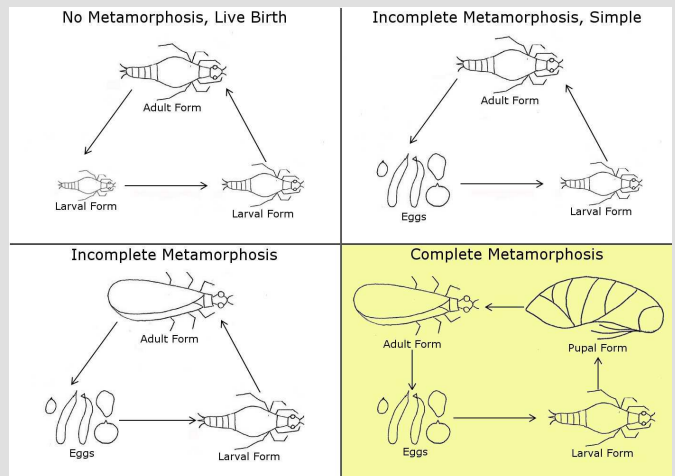 No Metamorphosis, Live Birth
Adult Form
Larval Form
Larval Form
Incomplete Metamorphosis, Simple
Adult Form
Eggs
Larval Form
Incomplete Metamorphosis
Adult Form
Eggs
Larval Form
Complete Metamorphosis
Adult Form
Pupal Form
Eggs
Larval Form